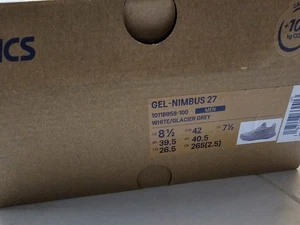 ICS
GEL-NIMBUS 27
1011B958-100 MEN
WHITE/GLACIER GREY
8½ 42 7½
39.5 40.5
26.5 265(2.5)